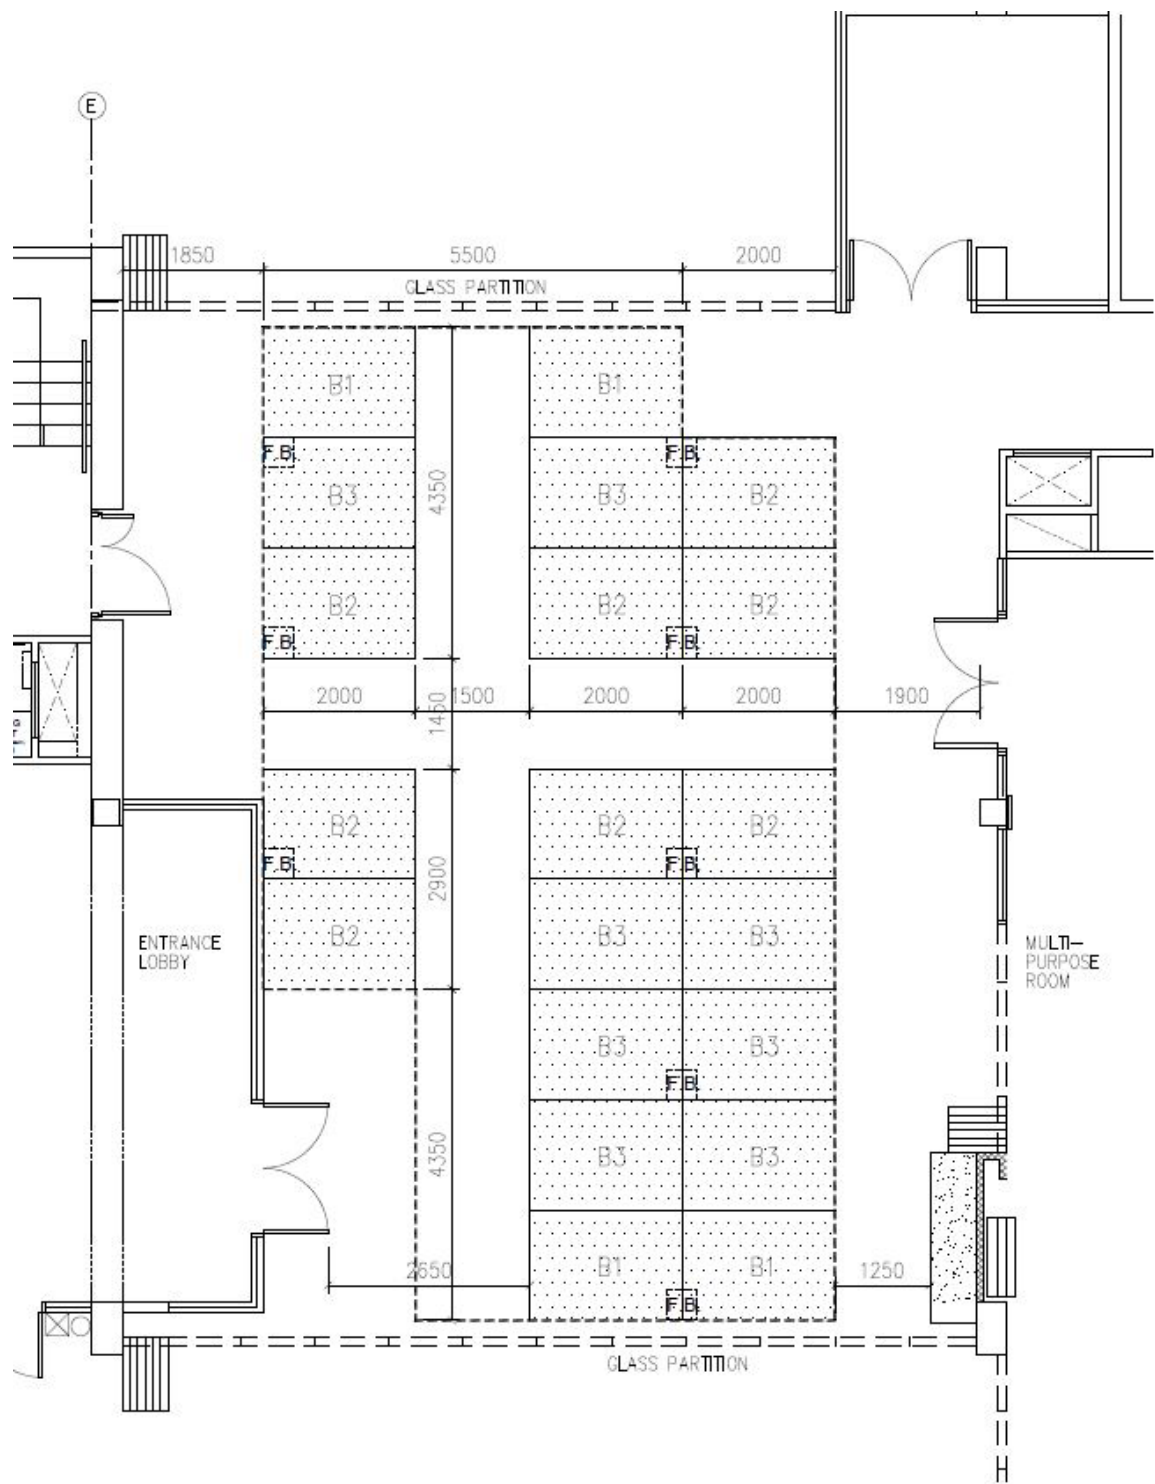 E
1850 5500 2000
GLASS PARTITION
B1 B1
F.B. F.B.
B3 4350 B3 B2
B2 B2 B2
F.B. F.B.
2000 1500 2000 2000 1900
1450
B2 B2 B2
F.B. F.B.
2900
ENTRANCE
LOBBY
B2 B3 B3
MULTI-
PURPOSE
ROOM
B3 B3
F.B.
4350 B3 B3
2650 B1 B1 1250
F.B.
GLASS PARTITION